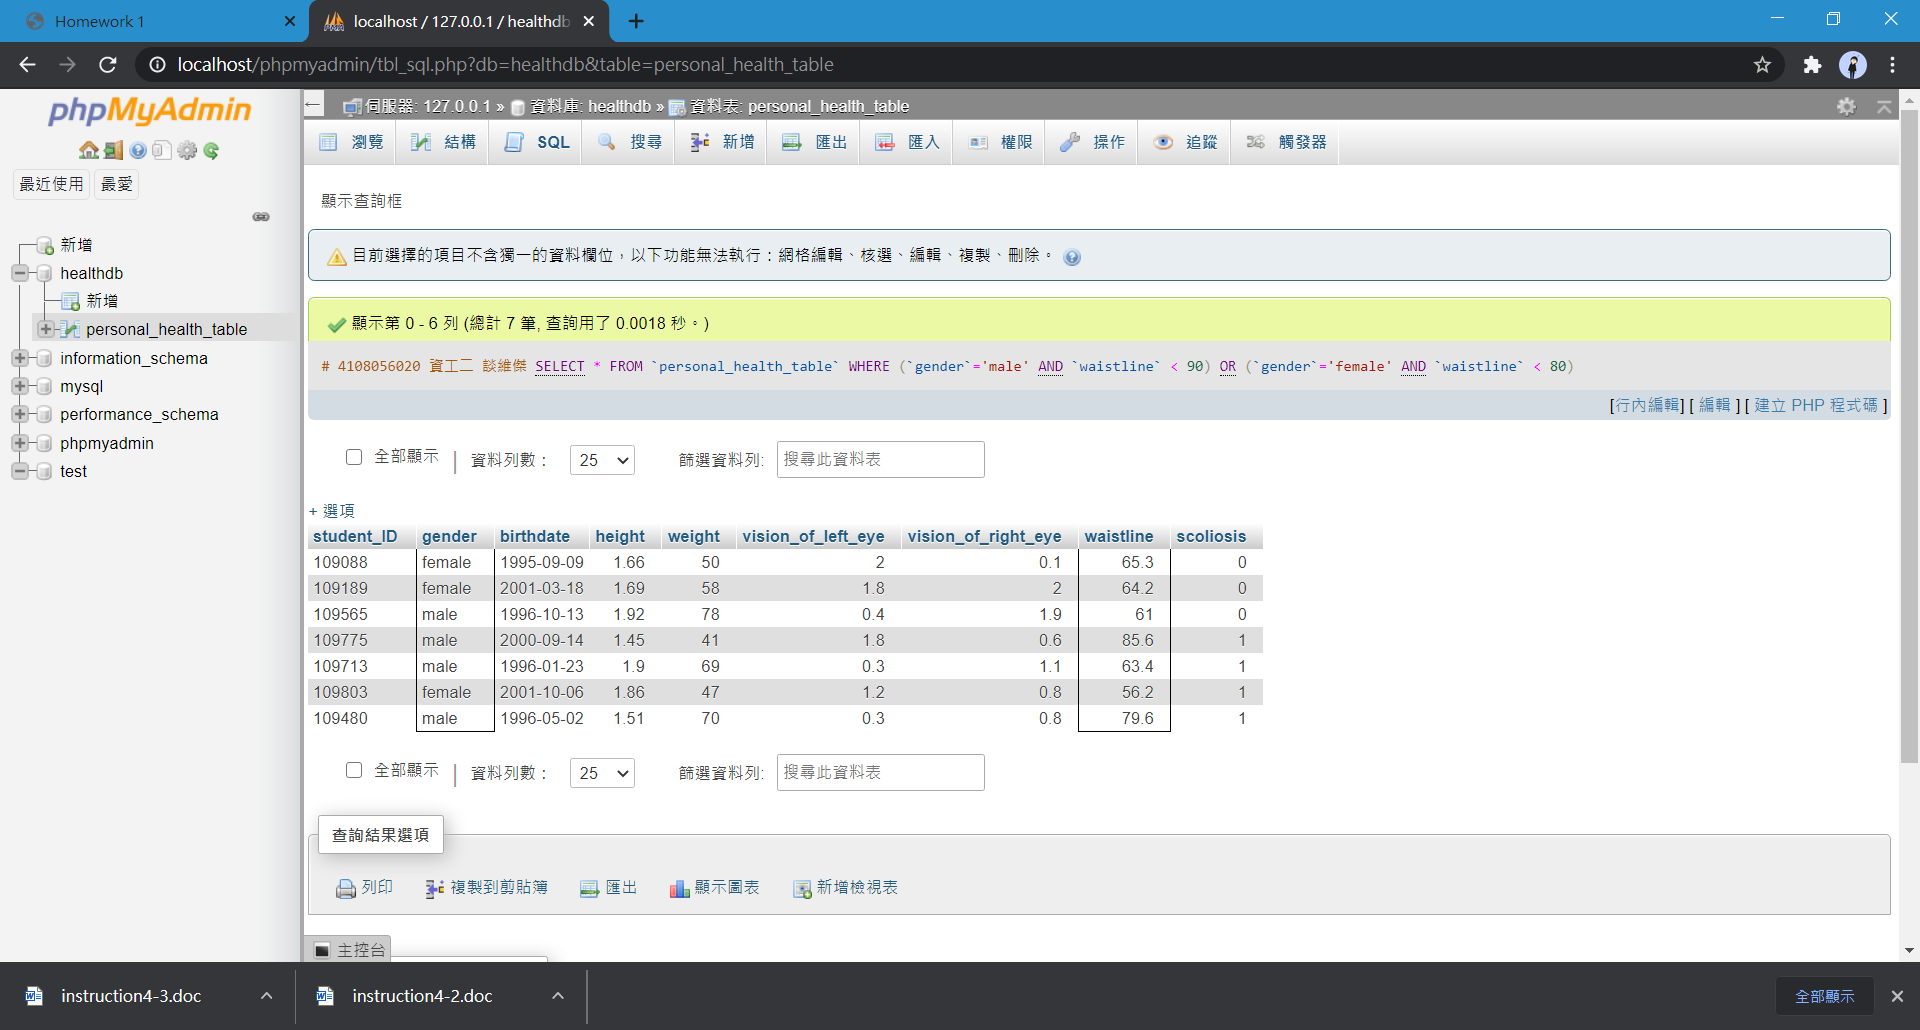 Homework 1
localhost / 127.0.0.1 / healthdb
localhost/phpmyadmin/tbl_sql.php?db=healthdb&table=personal_health_table
phpMyAdmin
最近使用 最愛
新增
healthdb
新增
personal_health_table
information_schema
mysql
performance_schema
phpmyadmin
test
伺服器: 127.0.0.1 » 資料庫: healthdb » 資料表: personal_health_table
瀏覽 結構 SQL 搜尋 新增 匯出 匯入 權限 操作 追蹤 觸發器
顯示查詢框
目前選擇的項目不含獨一的資料欄位，以下功能無法執行：網格編輯、核選、編輯、複製、刪除。
顯示第 0 - 6 列 (總計 7 筆, 查詢用了 0.0018 秒。)
# 4108056020 資工二 談維傑 SELECT * FROM `personal_health_table` WHERE (`gender`='male' AND `waistline` < 90) OR (`gender`='female' AND `waistline` < 80)
[行內編輯] [ 編輯 ] [ 建立 PHP 程式碼 ]
全部顯示 | 資料列數： 25 篩選資料列: 搜尋此資料表
+ 選項
student_ID gender birthdate height weight vision_of_left_eye vision_of_right_eye waistline scoliosis
109088 female 1995-09-09 1.66 50 2 0.1 65.3 0
109189 female 2001-03-18 1.69 58 1.8 2 64.2 0
109565 male 1996-10-13 1.92 78 0.4 1.9 61 0
109775 male 2000-09-14 1.45 41 1.8 0.6 85.6 1
109713 male 1996-01-23 1.9 69 0.3 1.1 63.4 1
109803 female 2001-10-06 1.86 47 1.2 0.8 56.2 1
109480 male 1996-05-02 1.51 70 0.3 0.8 79.6 1
全部顯示 | 資料列數： 25 篩選資料列: 搜尋此資料表
查詢結果選項
列印 複製到剪貼簿 匯出 顯示圖表 新增檢視表
主控台
instruction4-3.doc instruction4-2.doc 全部顯示